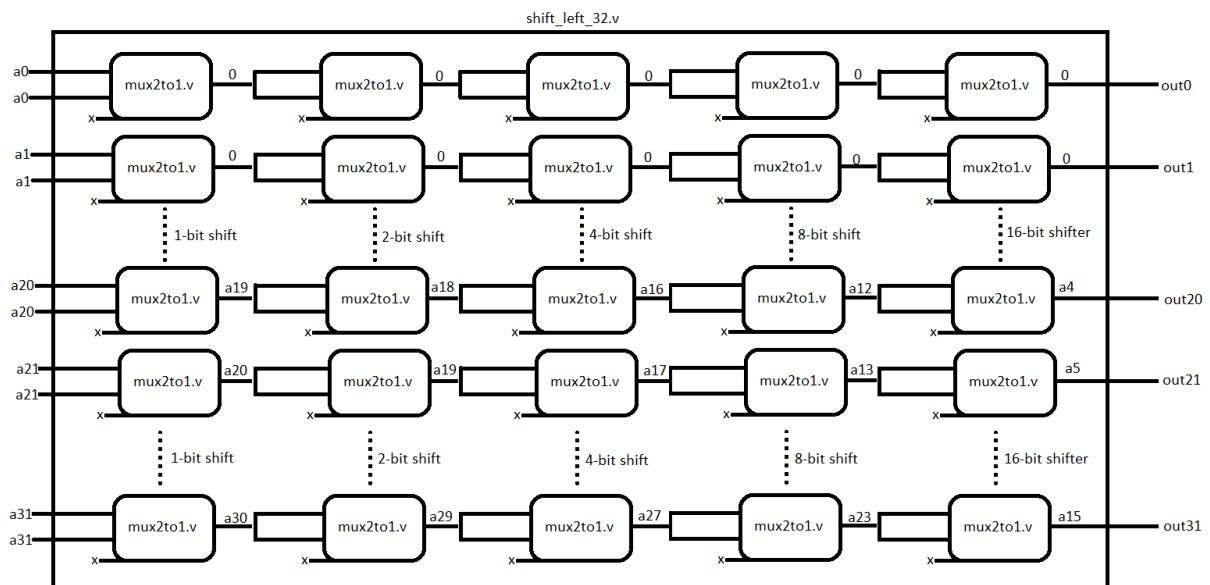 shift_left_32.v
a0 mux2to1.v 0 mux2to1.v 0 mux2to1.v 0 mux2to1.v 0 mux2to1.v 0 out0
a0
x x x x x
a1 mux2to1.v 0 mux2to1.v 0 mux2to1.v 0 mux2to1.v 0 mux2to1.v 0 out1
a1
x x x x x
1-bit shift 2-bit shift 4-bit shift 8-bit shift 16-bit shifter
a20 mux2to1.v a19 mux2to1.v a18 mux2to1.v a16 mux2to1.v a12 mux2to1.v a4 out20
a20
x x x x x
a21 mux2to1.v a20 mux2to1.v a19 mux2to1.v a17 mux2to1.v a13 mux2to1.v a5 out21
a21
x x x x x
1-bit shift 2-bit shift 4-bit shift 8-bit shift 16-bit shifter
a31 mux2to1.v a30 mux2to1.v a29 mux2to1.v a27 mux2to1.v a23 mux2to1.v a15 out31
a31
x x x x x